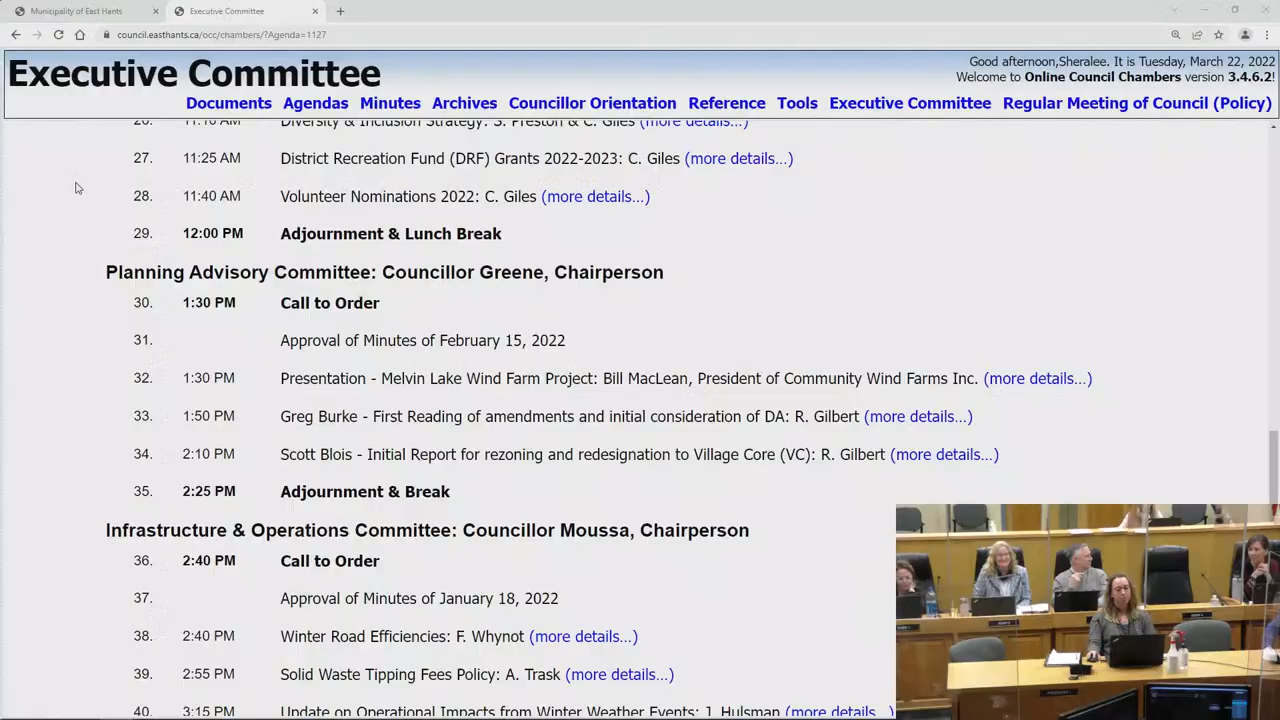 Municipality of East Hants
Executive Committee
council.easthants.ca/occ/chambers/?Agenda=1127
Executive Committee
Good afternoon,Sheralee. It is Tuesday, March 22, 2022
Welcome to Online Council Chambers version 3.4.6.2!
Documents Agendas Minutes Archives Councillor Orientation Reference Tools Executive Committee Regular Meeting of Council (Policy)
26. 11:10 AM Diversity & Inclusion Strategy: S. Preston & C. Giles (more details...)
27. 11:25 AM District Recreation Fund (DRF) Grants 2022-2023: C. Giles (more details...)
28. 11:40 AM Volunteer Nominations 2022: C. Giles (more details...)
29. 12:00 PM Adjournment & Lunch Break
Planning Advisory Committee: Councillor Greene, Chairperson
30. 1:30 PM Call to Order
31. Approval of Minutes of February 15, 2022
32. 1:30 PM Presentation - Melvin Lake Wind Farm Project: Bill MacLean, President of Community Wind Farms Inc. (more details...)
33. 1:50 PM Greg Burke - First Reading of amendments and initial consideration of DA: R. Gilbert (more details...)
34. 2:10 PM Scott Blois - Initial Report for rezoning and redesignation to Village Core (VC): R. Gilbert (more details...)
35. 2:25 PM Adjournment & Break
Infrastructure & Operations Committee: Councillor Moussa, Chairperson
36. 2:40 PM Call to Order
37. Approval of Minutes of January 18, 2022
38. 2:40 PM Winter Road Efficiencies: F. Whynot (more details...)
39. 2:55 PM Solid Waste Tipping Fees Policy: A. Trask (more details...)
40. 3:15 PM Update on Operational Impacts from Winter Weather Events: J. Hulsman (more details...)